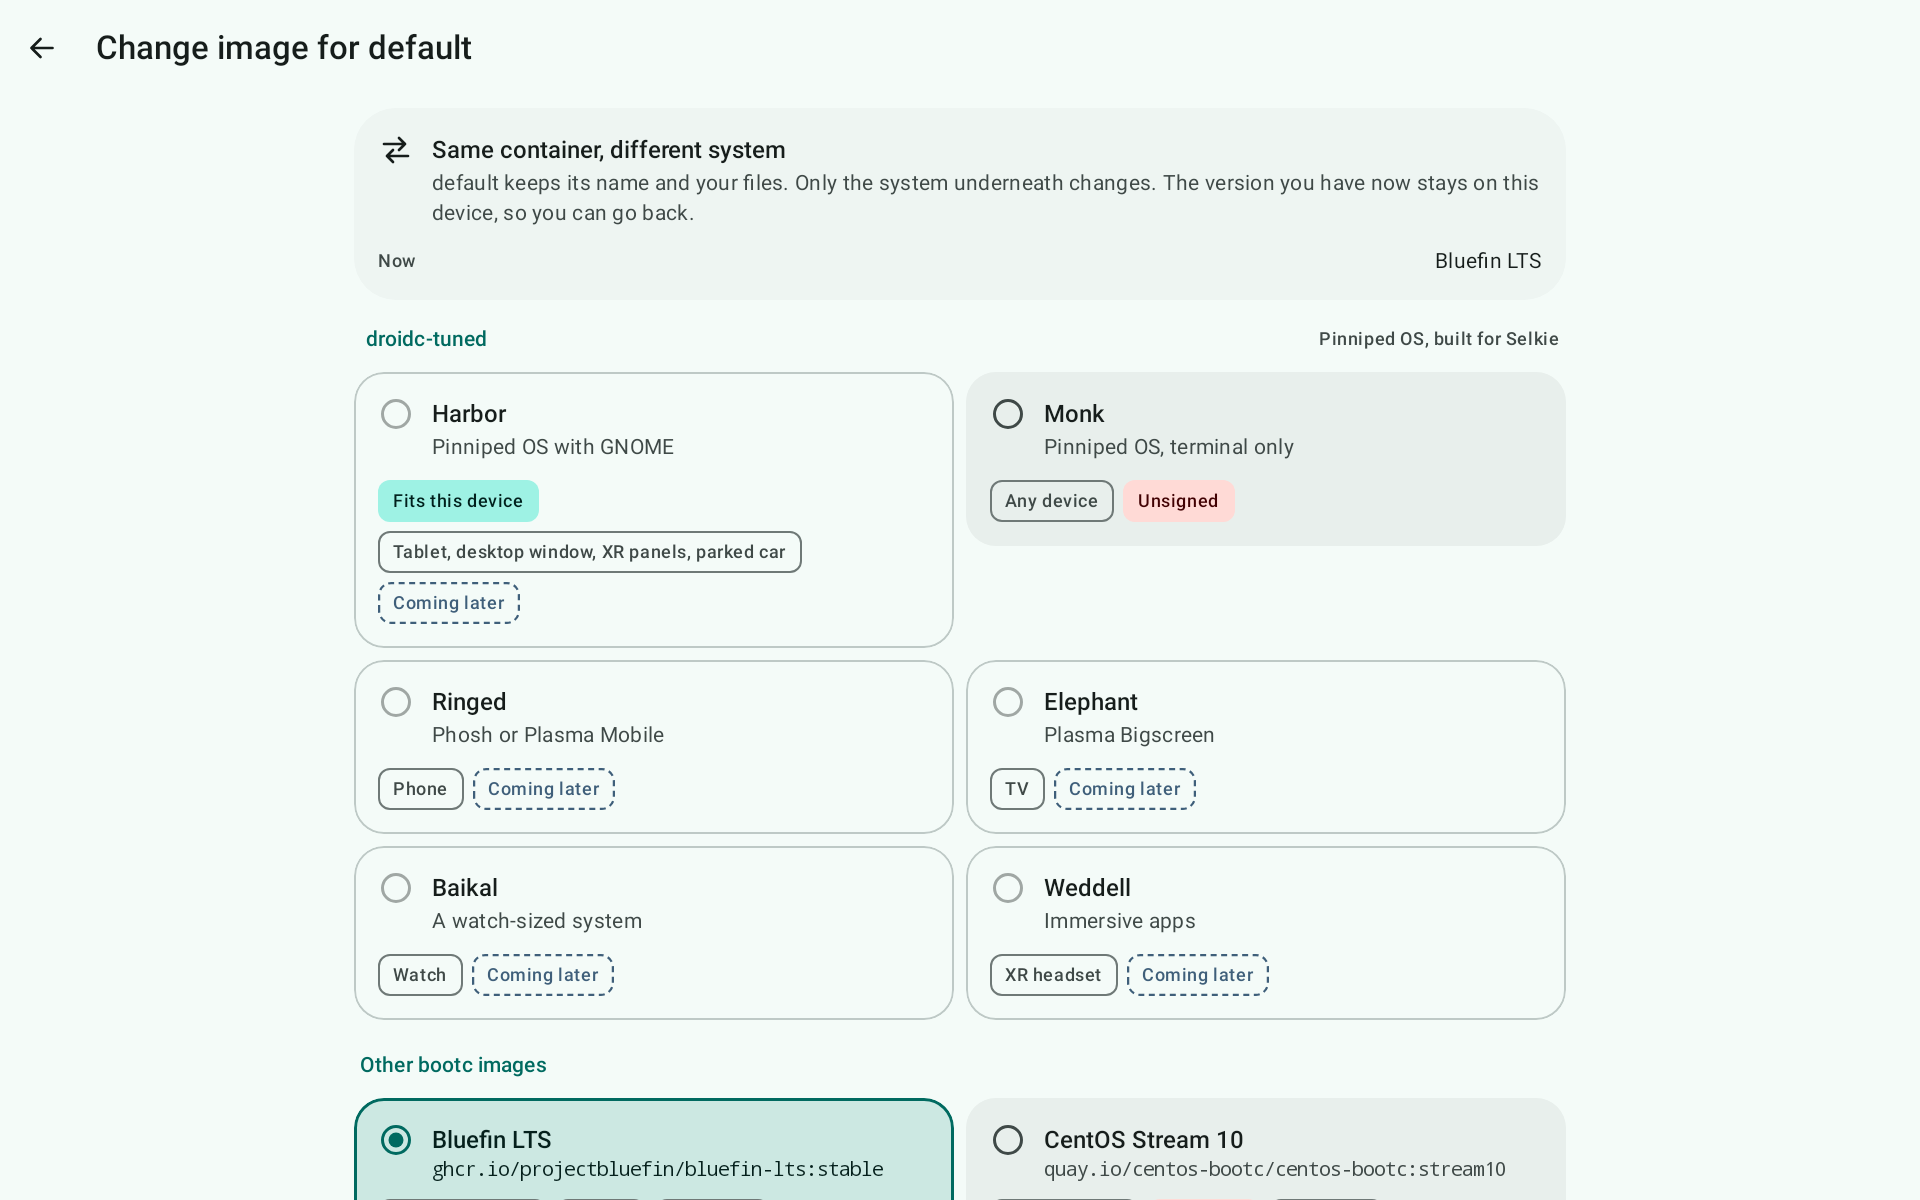 Change image for default
Same container, different system
default keeps its name and your files. Only the system underneath changes. The version you have now stays on this
device, so you can go back.
Now
Bluefin LTS
droidc-tuned
Pinniped OS, built for Selkie
Harbor
Pinniped OS with GNOME
Fits this device
Tablet, desktop window, XR panels, parked car
Coming later
Monk
Pinniped OS, terminal only
Any device
Unsigned
Ringed
Phosh or Plasma Mobile
Phone
Coming later
Elephant
Plasma Bigscreen
TV
Coming later
Baikal
A watch-sized system
Watch
Coming later
Weddell
Immersive apps
XR headset
Coming later
Other bootc images
Bluefin LTS
ghcr.io/projectbluefin/bluefin-lts:stable
CentOS Stream 10
quay.io/centos-bootc/centos-bootc:stream10